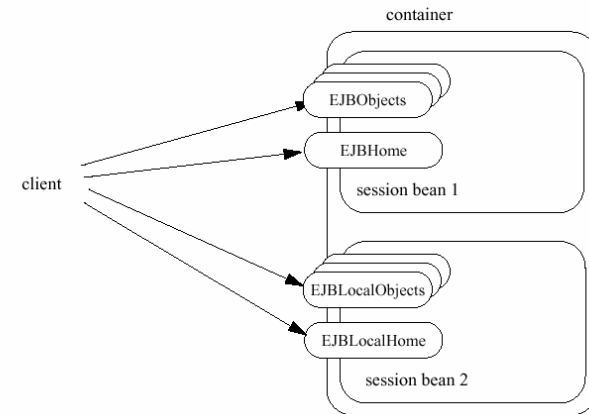 container
EJBObjects
EJBHome
client
session bean 1
EJBLocalObjects
EJBLocalHome
session bean 2